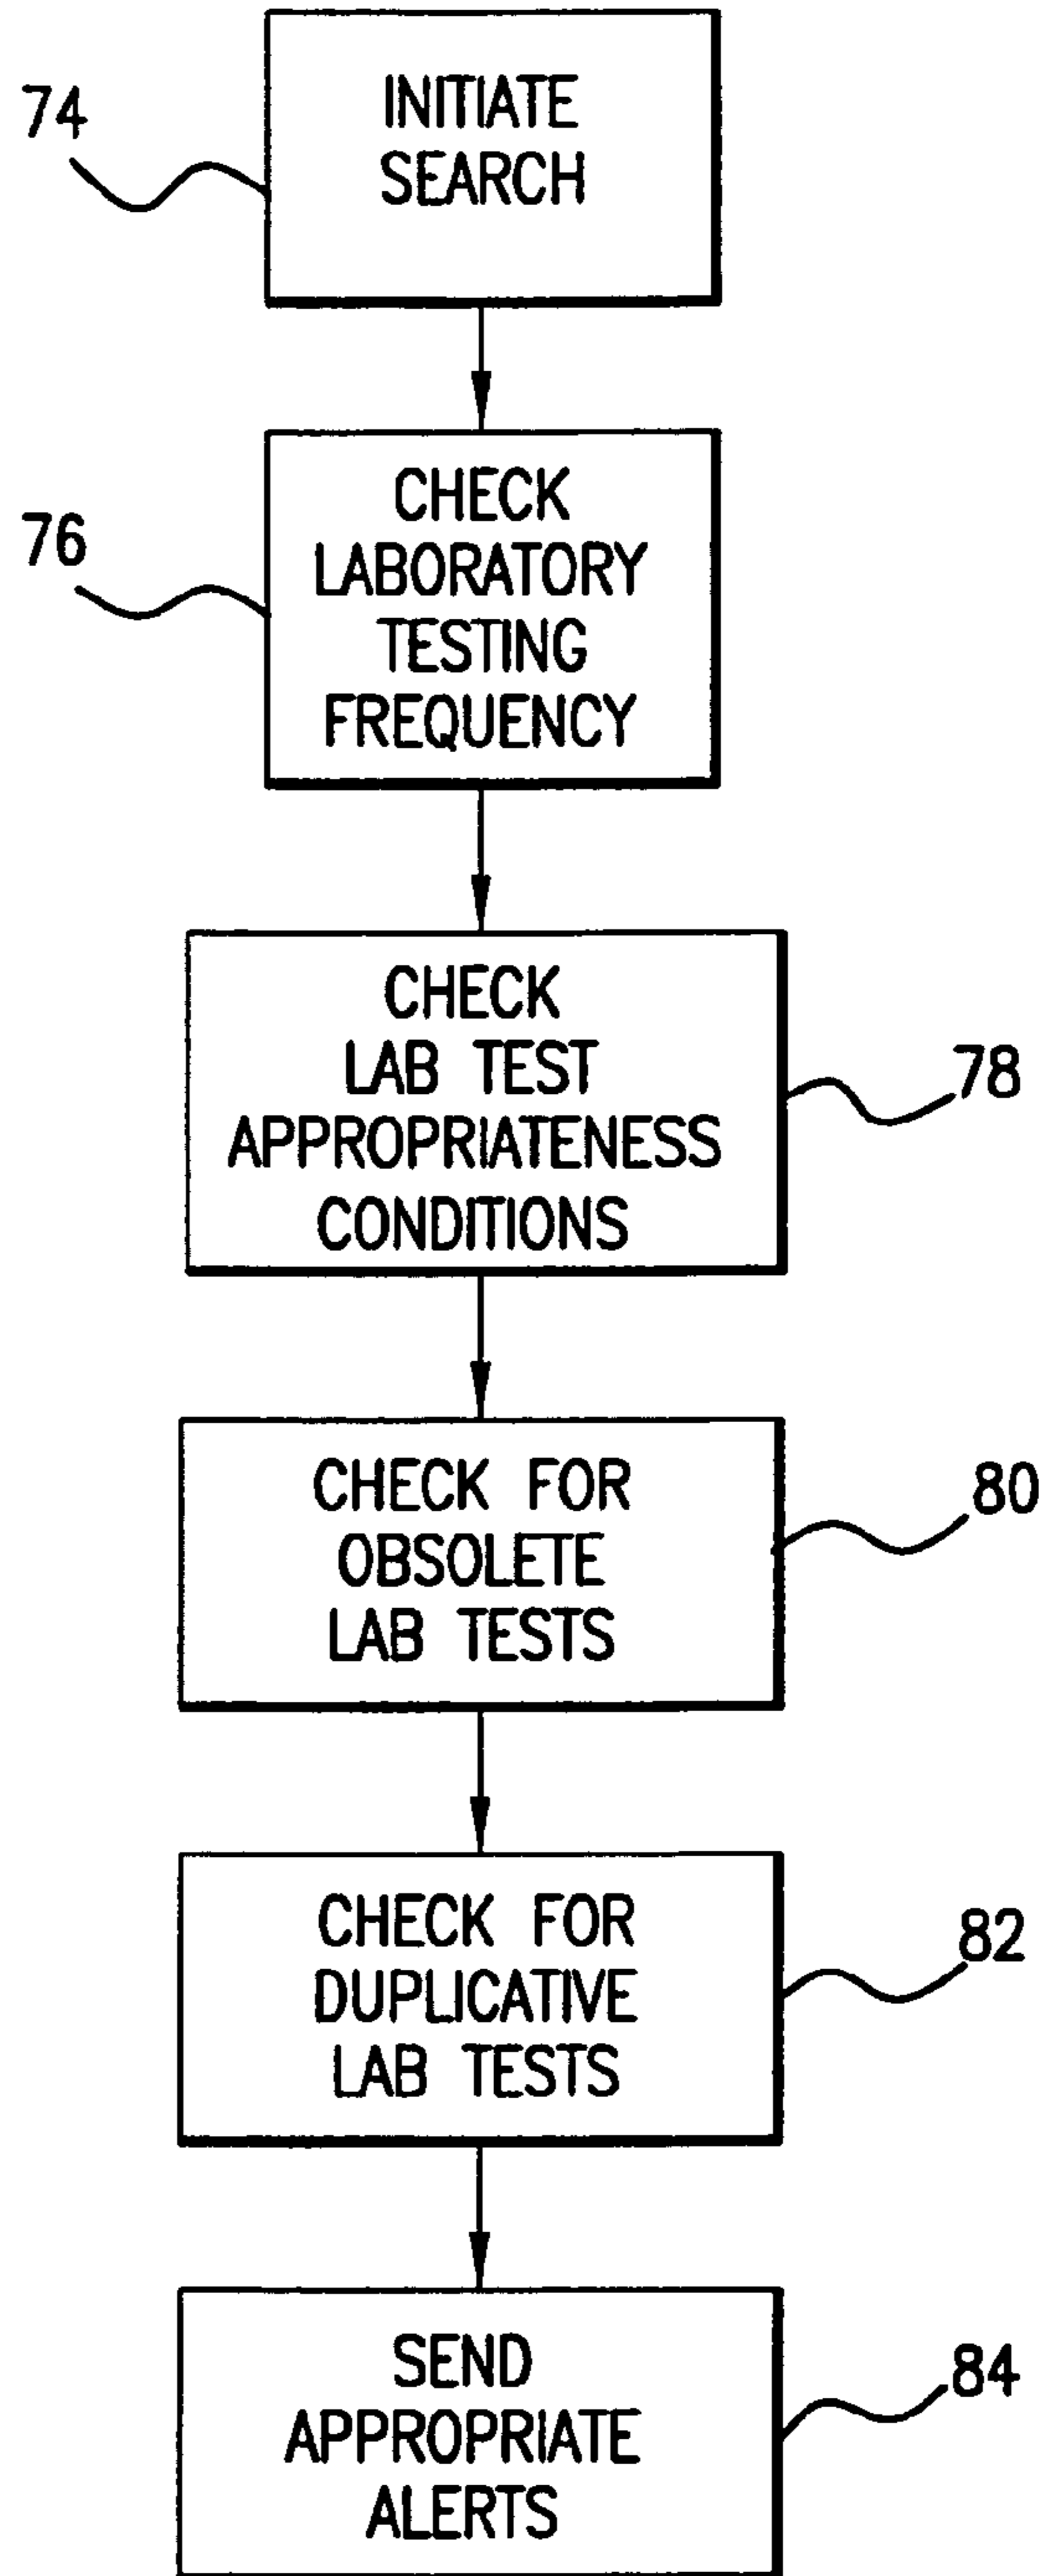 74
INITIATE
SEARCH
76
CHECK
LABORATORY
TESTING
FREQUENCY
CHECK
LAB TEST
APPROPRIATENESS
CONDITIONS
78
CHECK FOR
OBSOLETE
LAB TESTS
80
CHECK FOR
DUPLICATIVE
LAB TESTS
82
SEND
APPROPRIATE
ALERTS
84